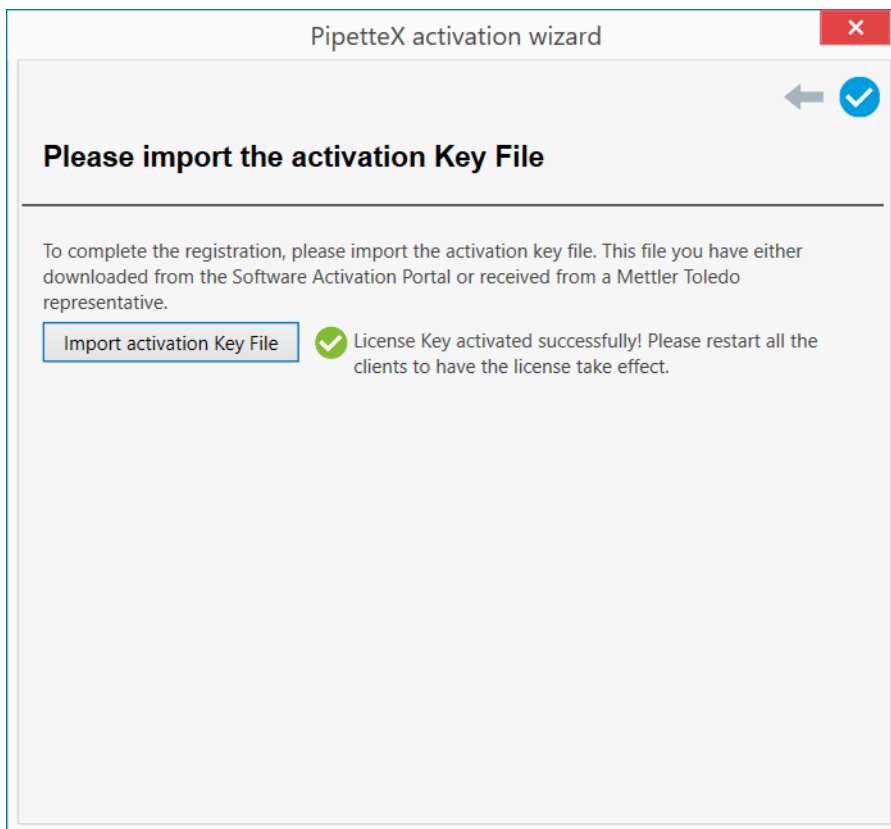 PipetteX activation wizard
Please import the activation Key File
To complete the registration, please import the activation key file. This file you have either
downloaded from the Software Activation Portal or received from a Mettler Toledo
representative.
Import activation Key File
License Key activated successfully! Please restart all the
clients to have the license take effect.